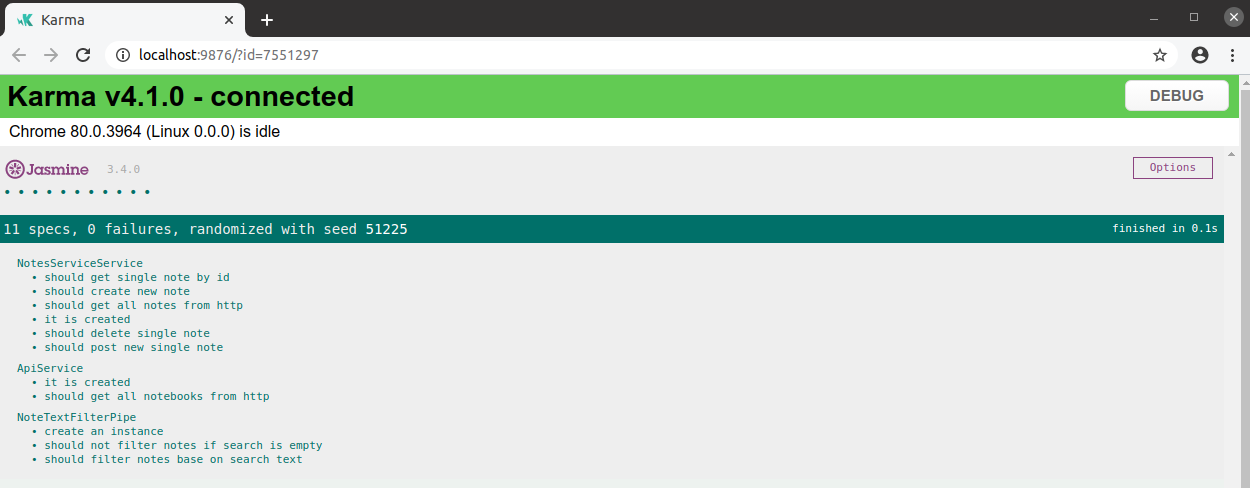 Karma
localhost:9876/?id=7551297
Karma v4.1.0 - connected
DEBUG
Chrome 80.0.3964 (Linux 0.0.0) is idle
Jasmine 3.4.0
Options
• • • • • • • • • • •
11 specs, 0 failures, randomized with seed 51225
finished in 0.1s
NotesServiceService
• should get single note by id
• should create new note
• should get all notes from http
• it is created
• should delete single note
• should post new single note
ApiService
• it is created
• should get all notebooks from http
NoteTextFilterPipe
• create an instance
• should not filter notes if search is empty
• should filter notes base on search text